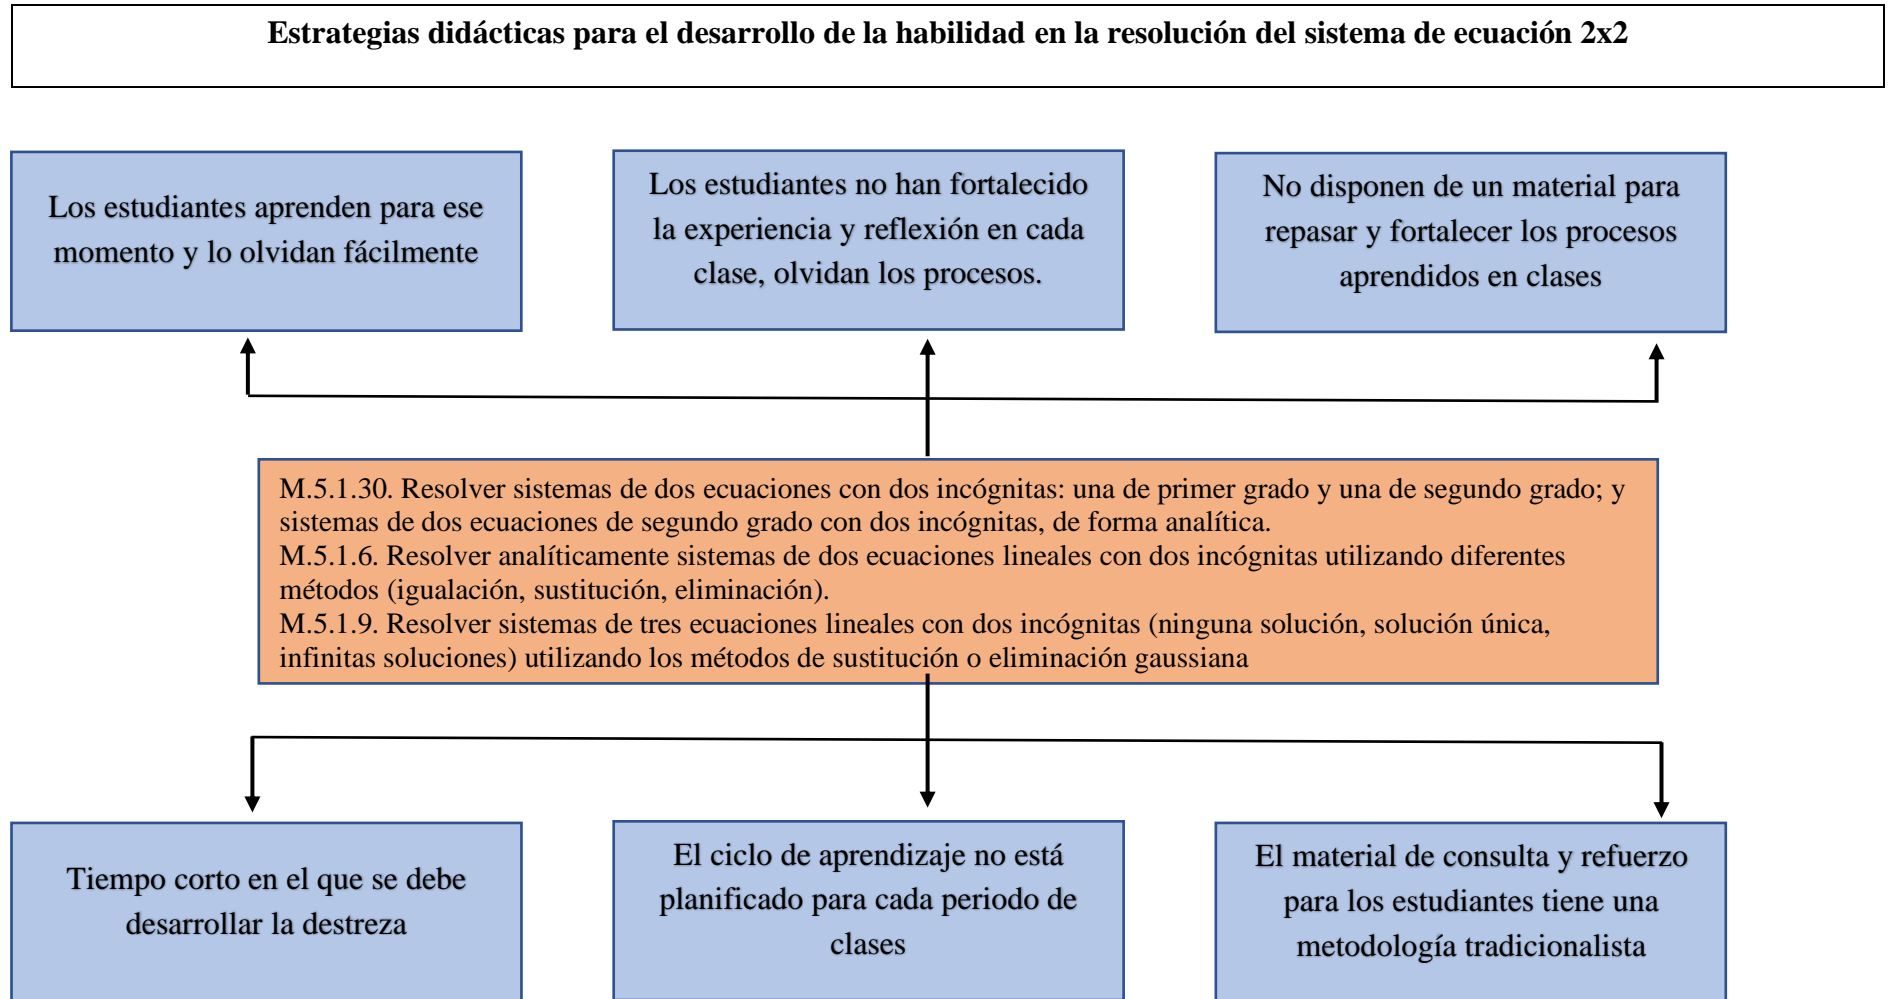 Estrategias didácticas para el desarrollo de la habilidad en la resolución del sistema de ecuación 2x2
Los estudiantes aprenden para ese
momento y lo olvidan fácilmente
Los estudiantes no han fortalecido
la experiencia y reflexión en cada
clase, olvidan los procesos.
No disponen de un material para
repasar y fortalecer los procesos
aprendidos en clases
M.5.1.30. Resolver sistemas de dos ecuaciones con dos incógnitas: una de primer grado y una de segundo grado; y
sistemas de dos ecuaciones de segundo grado con dos incógnitas, de forma analítica.
M.5.1.6. Resolver analíticamente sistemas de dos ecuaciones lineales con dos incógnitas utilizando diferentes
métodos (igualación, sustitución, eliminación).
M.5.1.9. Resolver sistemas de tres ecuaciones lineales con dos incógnitas (ninguna solución, solución única,
infinitas soluciones) utilizando los métodos de sustitución o eliminación gaussiana
Tiempo corto en el que se debe
desarrollar la destreza
El ciclo de aprendizaje no está
planificado para cada periodo de
clases
El material de consulta y refuerzo
para los estudiantes tiene una
metodología tradicionalista